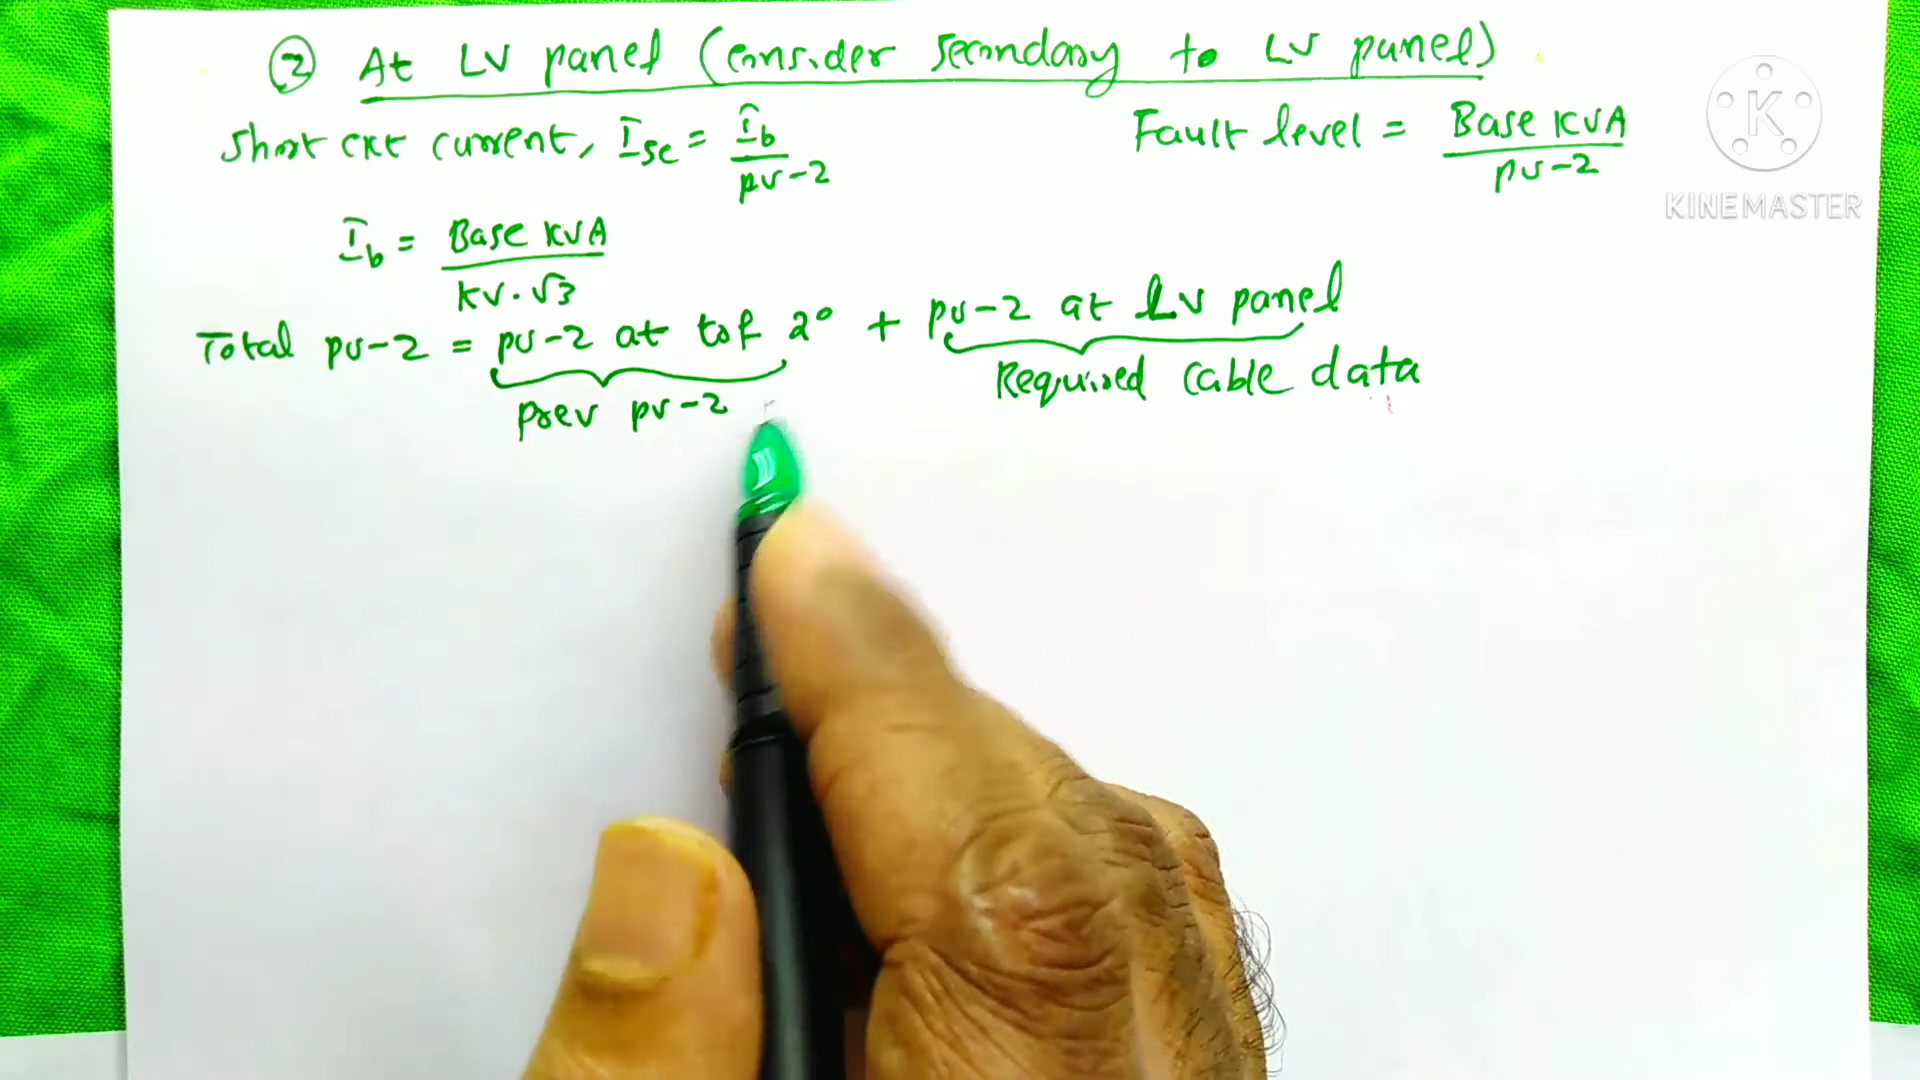 ② At LV panel (consider secondary to LV panel)
Short ckt current, Isc = Ib / pu-z
Fault level = Base KVA / pu-z
Ib = Base KVA / KV.√3
Total pu-z = pu-z at t/f 2° + pu-z at LV panel
prev pu-z
Required cable data
K
KINEMASTER